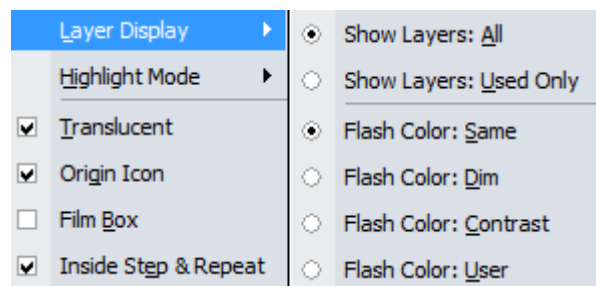 Layer Display
Highlight Mode
Translucent
Origin Icon
Film Box
Inside Step & Repeat
Show Layers: All
Show Layers: Used Only
Flash Color: Same
Flash Color: Dim
Flash Color: Contrast
Flash Color: User